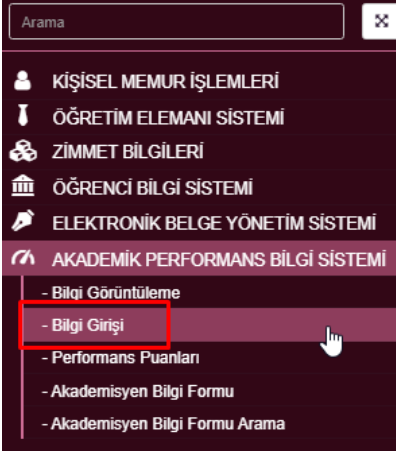 Arama
KİŞİSEL MEMUR İŞLEMLERİ
ÖĞRETİM ELEMANI SİSTEMİ
ZİMMET BİLGİLERİ
ÖĞRENCİ BİLGİ SİSTEMİ
ELEKTRONİK BELGE YÖNETİM SİSTEMİ
AKADEMİK PERFORMANS BİLGİ SİSTEMİ
- Bilgi Görüntüleme
- Bilgi Girişi
- Performans Puanları
- Akademisyen Bilgi Formu
- Akademisyen Bilgi Formu Arama